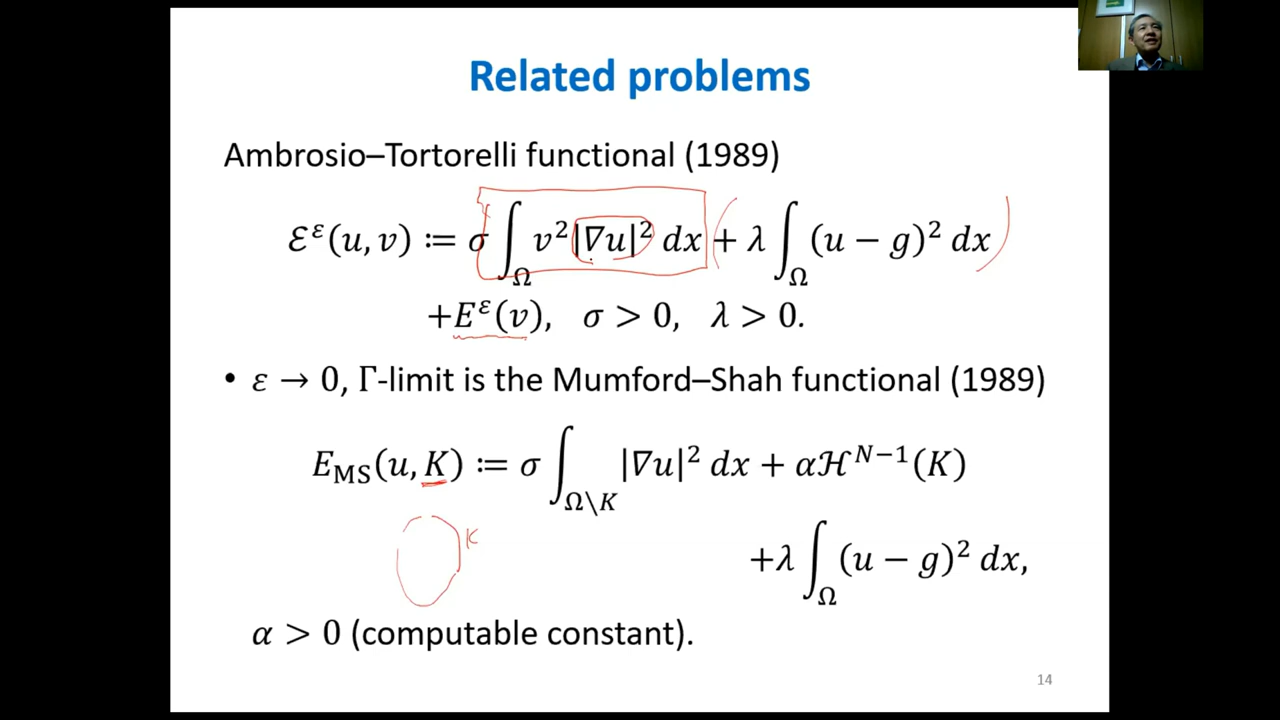 Related problems
Ambrosio–Tortorelli functional (1989)
ℰ^ε(u, v) ≔ σ ∫_Ω v²|∇u|² dx + λ ∫_Ω (u − g)² dx
+E^ε(v), σ > 0, λ > 0.
• ε → 0, Γ-limit is the Mumford–Shah functional (1989)
E_MS(u, K) ≔ σ ∫_{Ω\K} |∇u|² dx + αℋ^{N−1}(K)
K
+λ ∫_Ω (u − g)² dx,
α > 0 (computable constant).
14